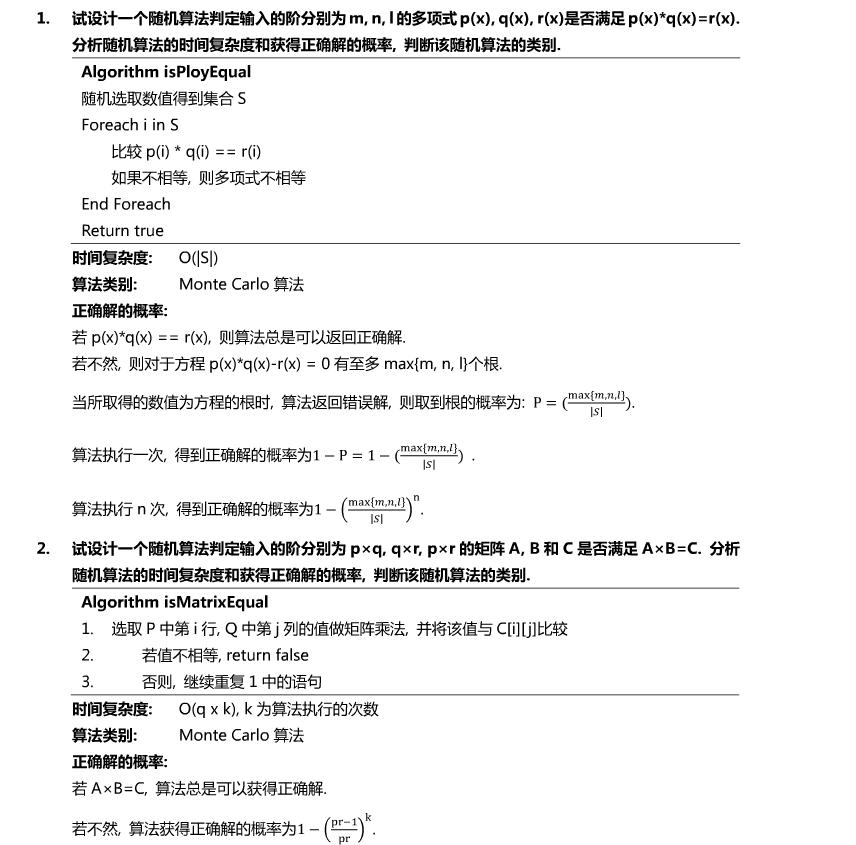 1. 试设计一个随机算法判定输入的阶分别为 m, n, l 的多项式 p(x), q(x), r(x)是否满足 p(x)*q(x)=r(x).
分析随机算法的时间复杂度和获得正确解的概率, 判断该随机算法的类别.
Algorithm isPloyEqual
随机选取数值得到集合 S
Foreach i in S
比较 p(i) * q(i) == r(i)
如果不相等, 则多项式不相等
End Foreach
Return true
时间复杂度: O(|S|)
算法类别: Monte Carlo 算法
正确解的概率:
若 p(x)*q(x) == r(x), 则算法总是可以返回正确解.
若不然, 则对于方程 p(x)*q(x)-r(x) = 0 有至多 max{m, n, l}个根.
当所取得的数值为方程的根时, 算法返回错误解, 则取到根的概率为: P = (max{m,n,l}/|S|).
算法执行一次, 得到正确解的概率为1 − P = 1 − (max{m,n,l}/|S|) .
算法执行 n 次, 得到正确解的概率为1 − (max{m,n,l}/|S|)^n.
2. 试设计一个随机算法判定输入的阶分别为 p×q, q×r, p×r 的矩阵 A, B 和 C 是否满足 A×B=C. 分析
随机算法的时间复杂度和获得正确解的概率, 判断该随机算法的类别.
Algorithm isMatrixEqual
1. 选取 P 中第 i 行, Q 中第 j 列的值做矩阵乘法, 并将该值与 C[i][j]比较
2. 若值不相等, return false
3. 否则, 继续重复 1 中的语句
时间复杂度: O(q x k), k 为算法执行的次数
算法类别: Monte Carlo 算法
正确解的概率:
若 A×B=C, 算法总是可以获得正确解.
若不然, 算法获得正确解的概率为1 − (pr−1/pr)^k.